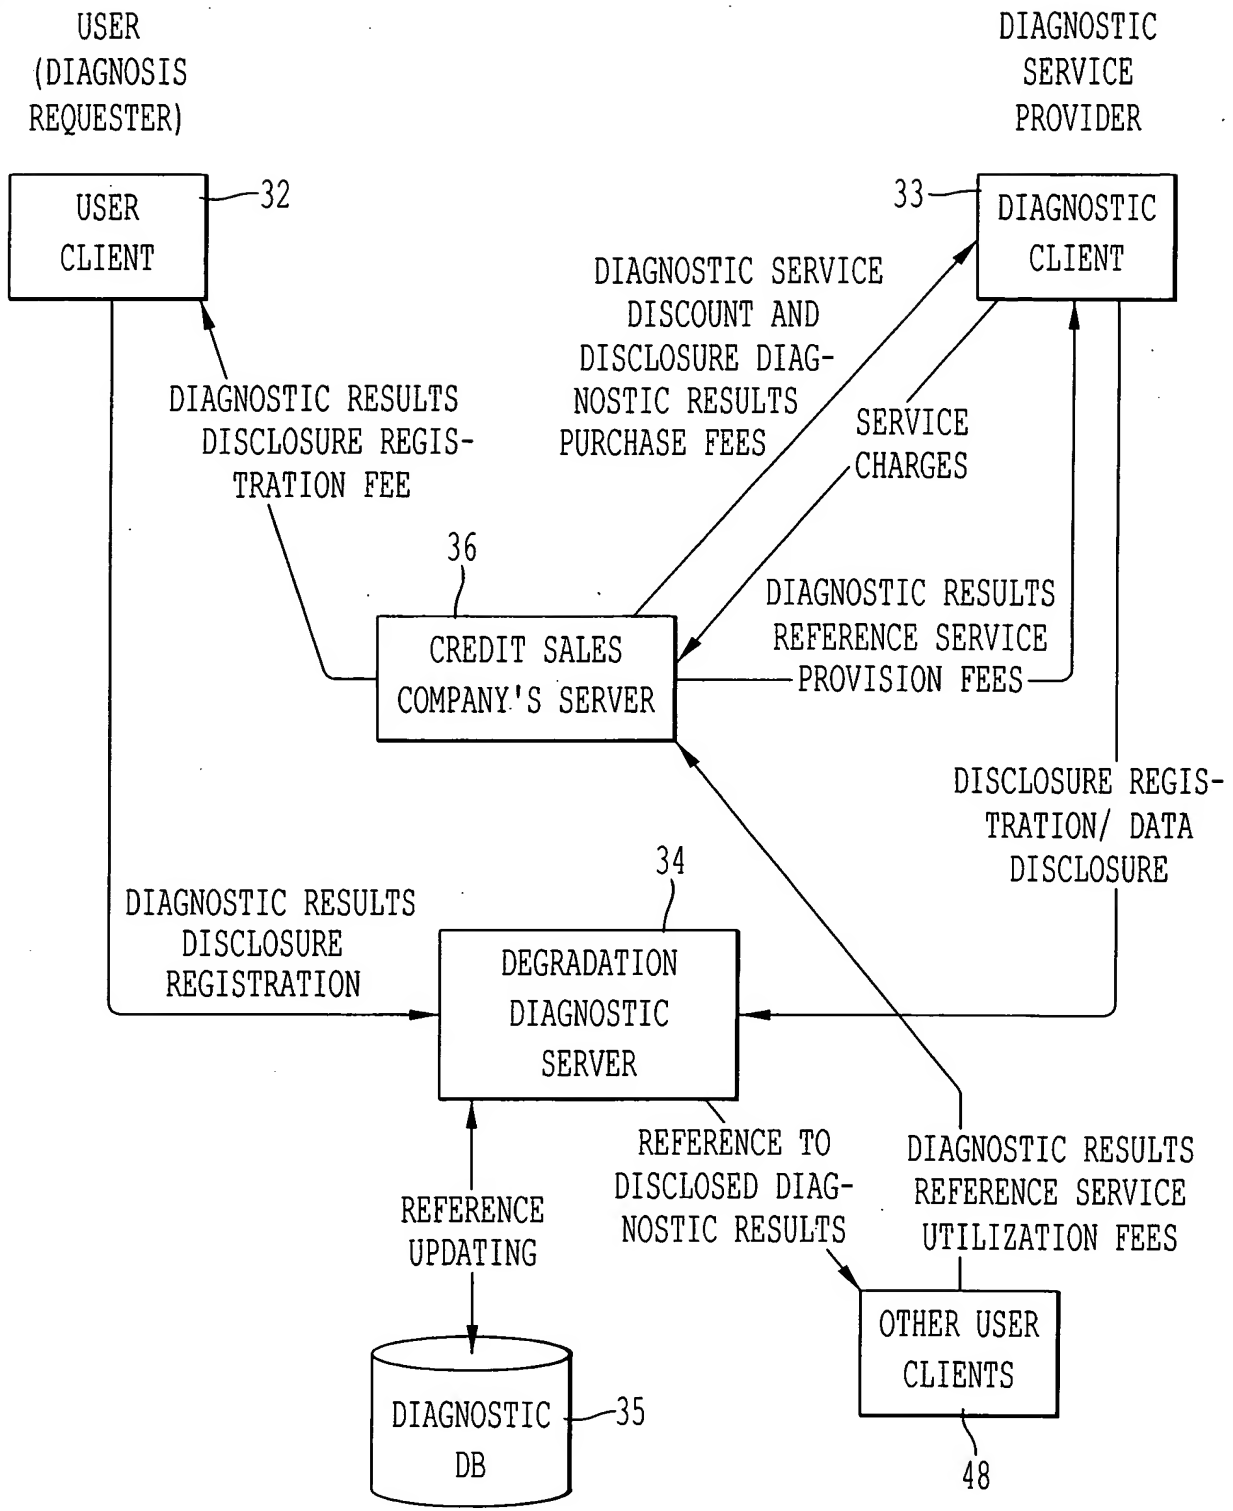 USER
(DIAGNOSIS
REQUESTER)
DIAGNOSTIC
SERVICE
PROVIDER
USER
CLIENT
32
33
DIAGNOSTIC
CLIENT
DIAGNOSTIC SERVICE
DISCOUNT AND
DISCLOSURE DIAG-
NOSTIC RESULTS
PURCHASE FEES
DIAGNOSTIC RESULTS
DISCLOSURE REGIS-
TRATION FEE
SERVICE
CHARGES
36
CREDIT SALES
COMPANY'S SERVER
DIAGNOSTIC RESULTS
REFERENCE SERVICE
PROVISION FEES
DISCLOSURE REGIS-
TRATION/ DATA
DISCLOSURE
34
DIAGNOSTIC RESULTS
DISCLOSURE
REGISTRATION
DEGRADATION
DIAGNOSTIC
SERVER
REFERENCE TO
DISCLOSED DIAG-
NOSTIC RESULTS
DIAGNOSTIC RESULTS
REFERENCE SERVICE
UTILIZATION FEES
REFERENCE
UPDATING
OTHER USER
CLIENTS
48
DIAGNOSTIC
DB
35